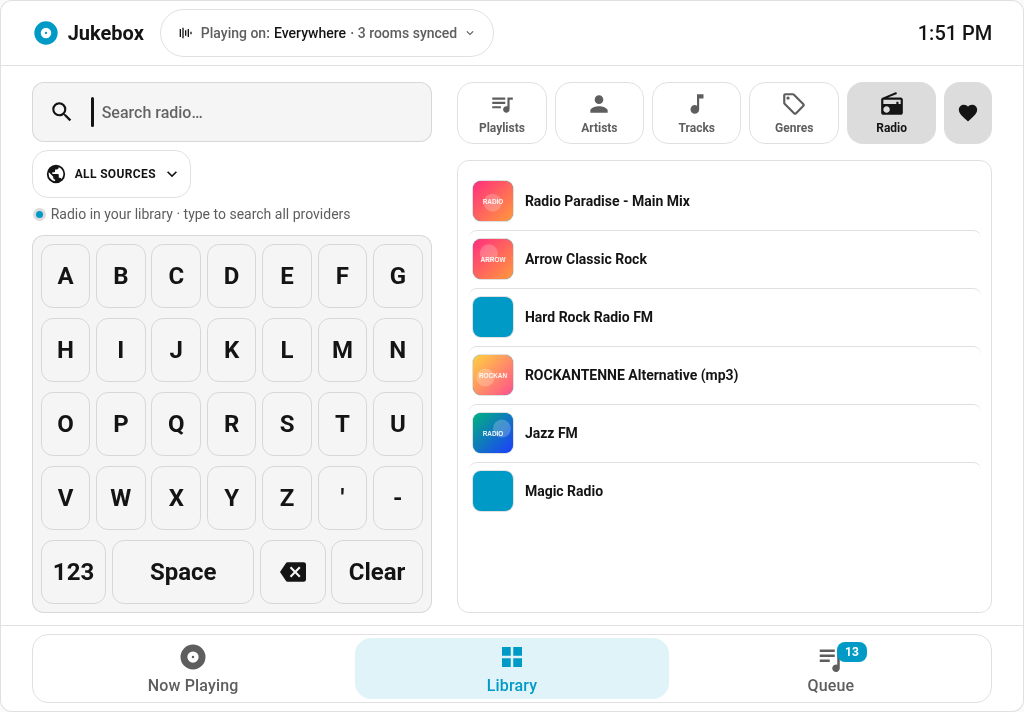 Jukebox
Playing on: Everywhere · 3 rooms synced
1:51 PM
Search radio...
Playlists
Artists
Tracks
Genres
Radio
ALL SOURCES
Radio in your library · type to search all providers
A B C D E F G
H I J K L M N
O P Q R S T U
V W X Y Z ' -
123 Space Clear
RADIO
Radio Paradise - Main Mix
ARROW
Arrow Classic Rock
Hard Rock Radio FM
ROCKAN
ROCKANTENNE Alternative (mp3)
RADIO
Jazz FM
Magic Radio
Now Playing
Library
13
Queue